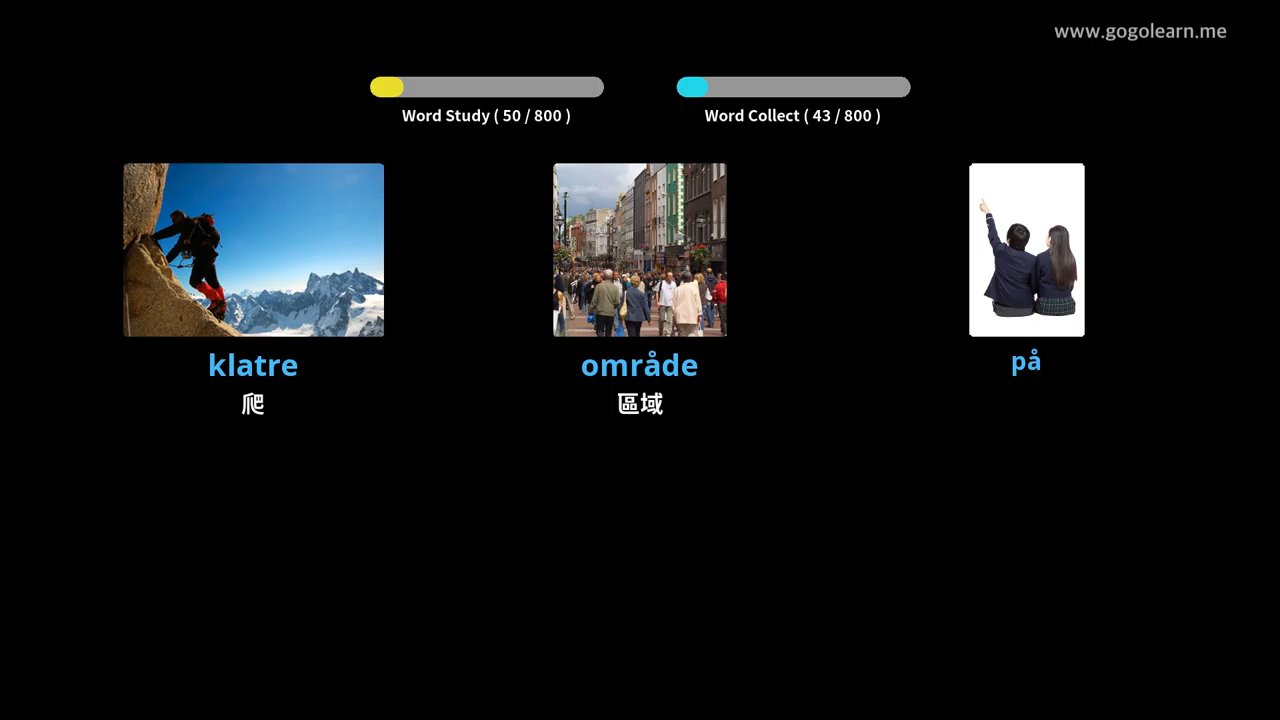 www.gogolearn.me
Word Study ( 50 / 800 )
Word Collect ( 43 / 800 )
klatre
爬
område
區域
på